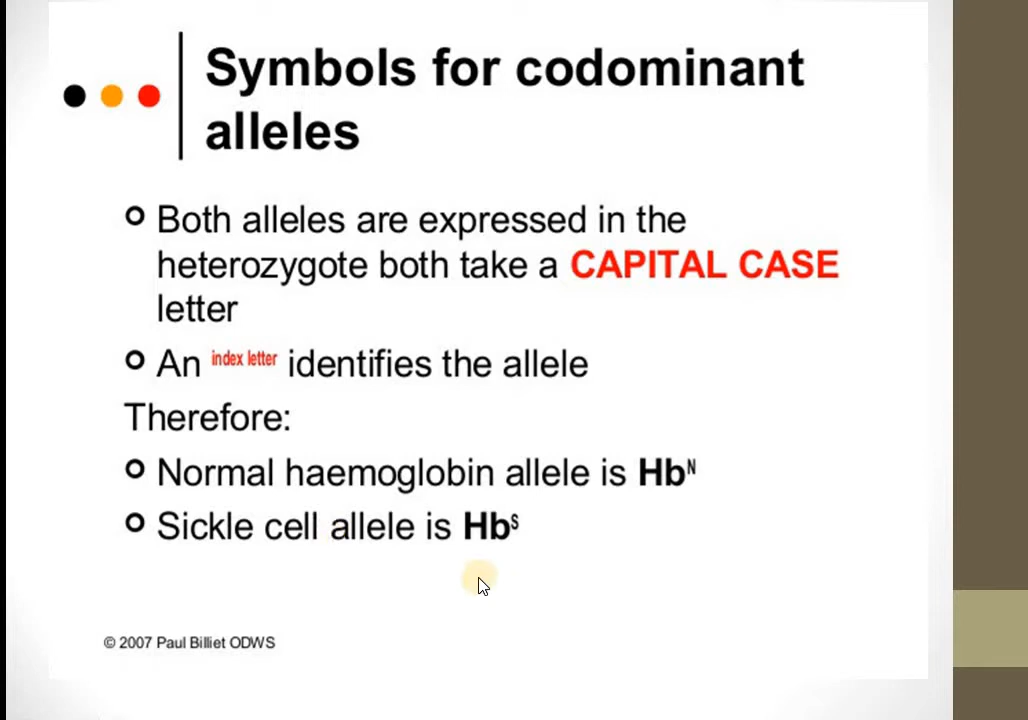 Symbols for codominant
alleles
Both alleles are expressed in the
heterozygote both take a CAPITAL CASE
letter
An index letter identifies the allele
Therefore:
Normal haemoglobin allele is Hbᴺ
Sickle cell allele is Hbˢ
© 2007 Paul Billiet ODWS